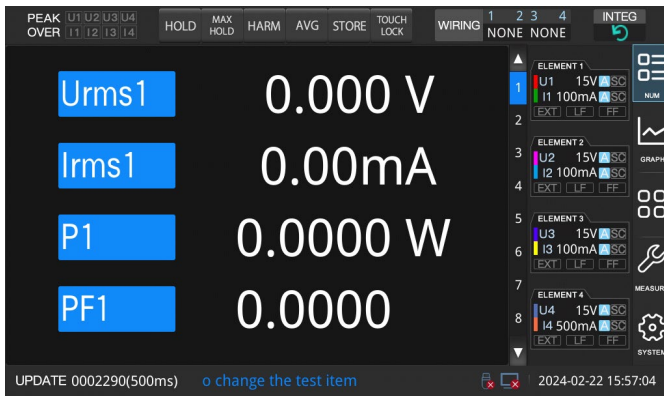 PEAK U1 U2 U3 U4
OVER I1 I2 I3 I4
HOLD
MAX HOLD
HARM
AVG
STORE
TOUCH LOCK
WIRING
1 2 3 4
NONE NONE
INTEG
Urms1 0.000 V
Irms1 0.00mA
P1 0.0000 W
PF1 0.0000
1
2
3
4
5
6
7
8
ELEMENT 1
U1 15V A SC
I1 100mA A SC
EXT LF FF
ELEMENT 2
U2 15V A SC
I2 100mA A SC
EXT LF FF
ELEMENT 3
U3 15V A SC
I3 100mA A SC
EXT LF FF
ELEMENT 4
U4 15V A SC
I4 500mA A SC
EXT LF FF
NUM
GRAPH
MEASUR
SYSTEM
UPDATE 0002290(500ms)
o change the test item
2024-02-22 15:57:04